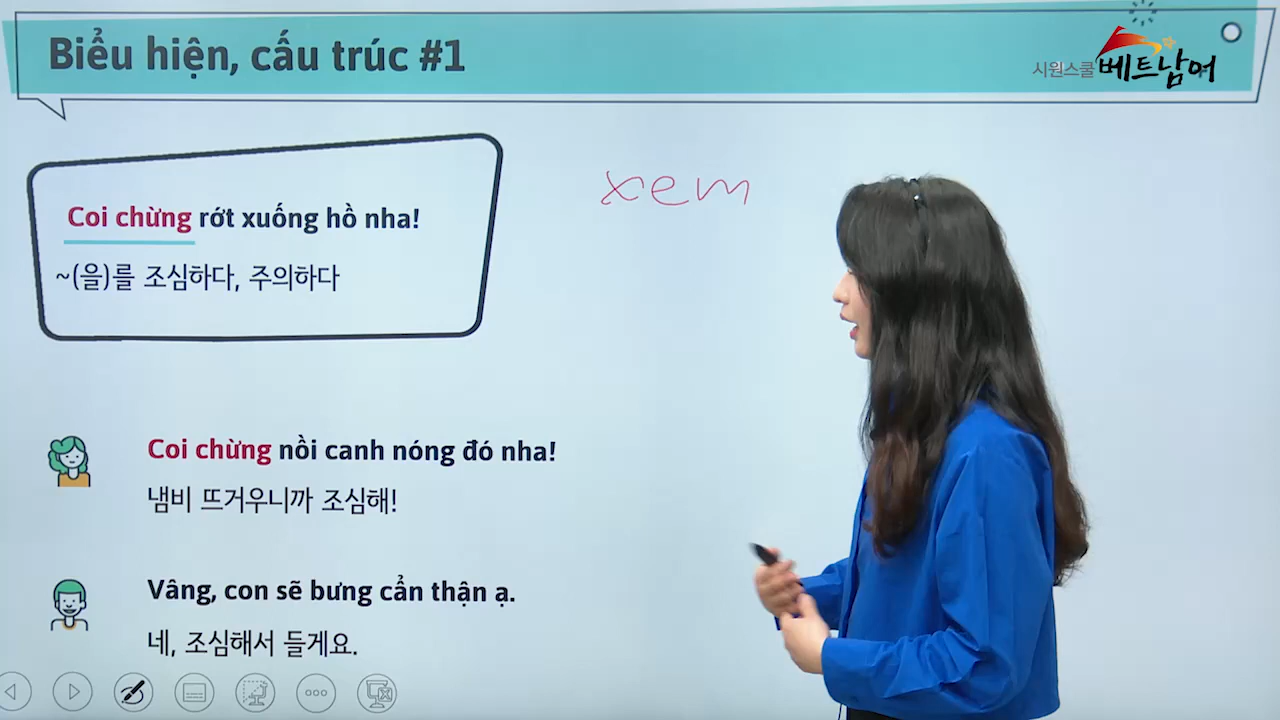 Biểu hiện, cấu trúc #1
시원스쿨 베트남어
Coi chừng rớt xuống hồ nha!
~(을)를 조심하다, 주의하다
xem
Coi chừng nồi canh nóng đó nha!
냄비 뜨거우니까 조심해!
Vâng, con sẽ bưng cẩn thận ạ.
네, 조심해서 들게요.